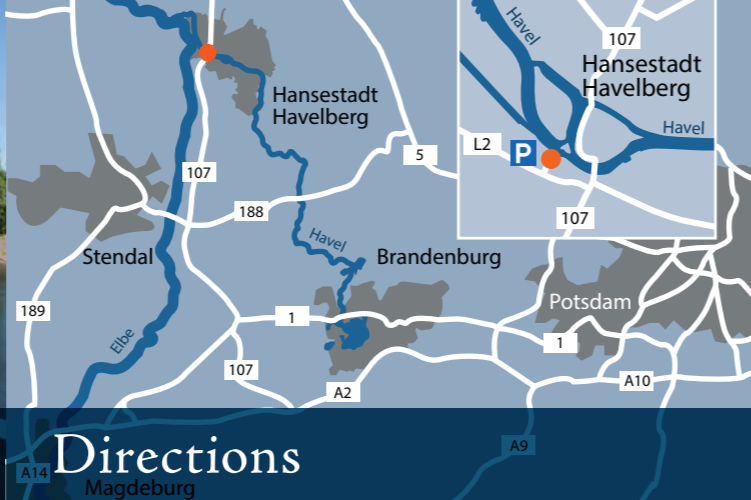 Havel
107
Hansestadt
Havelberg
Havel
L2
P
107
Hansestadt
Havelberg
5
107
188
Havel
Stendal
Brandenburg
189
Elbe
1
Potsdam
1
107
A2
A10
A9
Directions
A14
Magdeburg